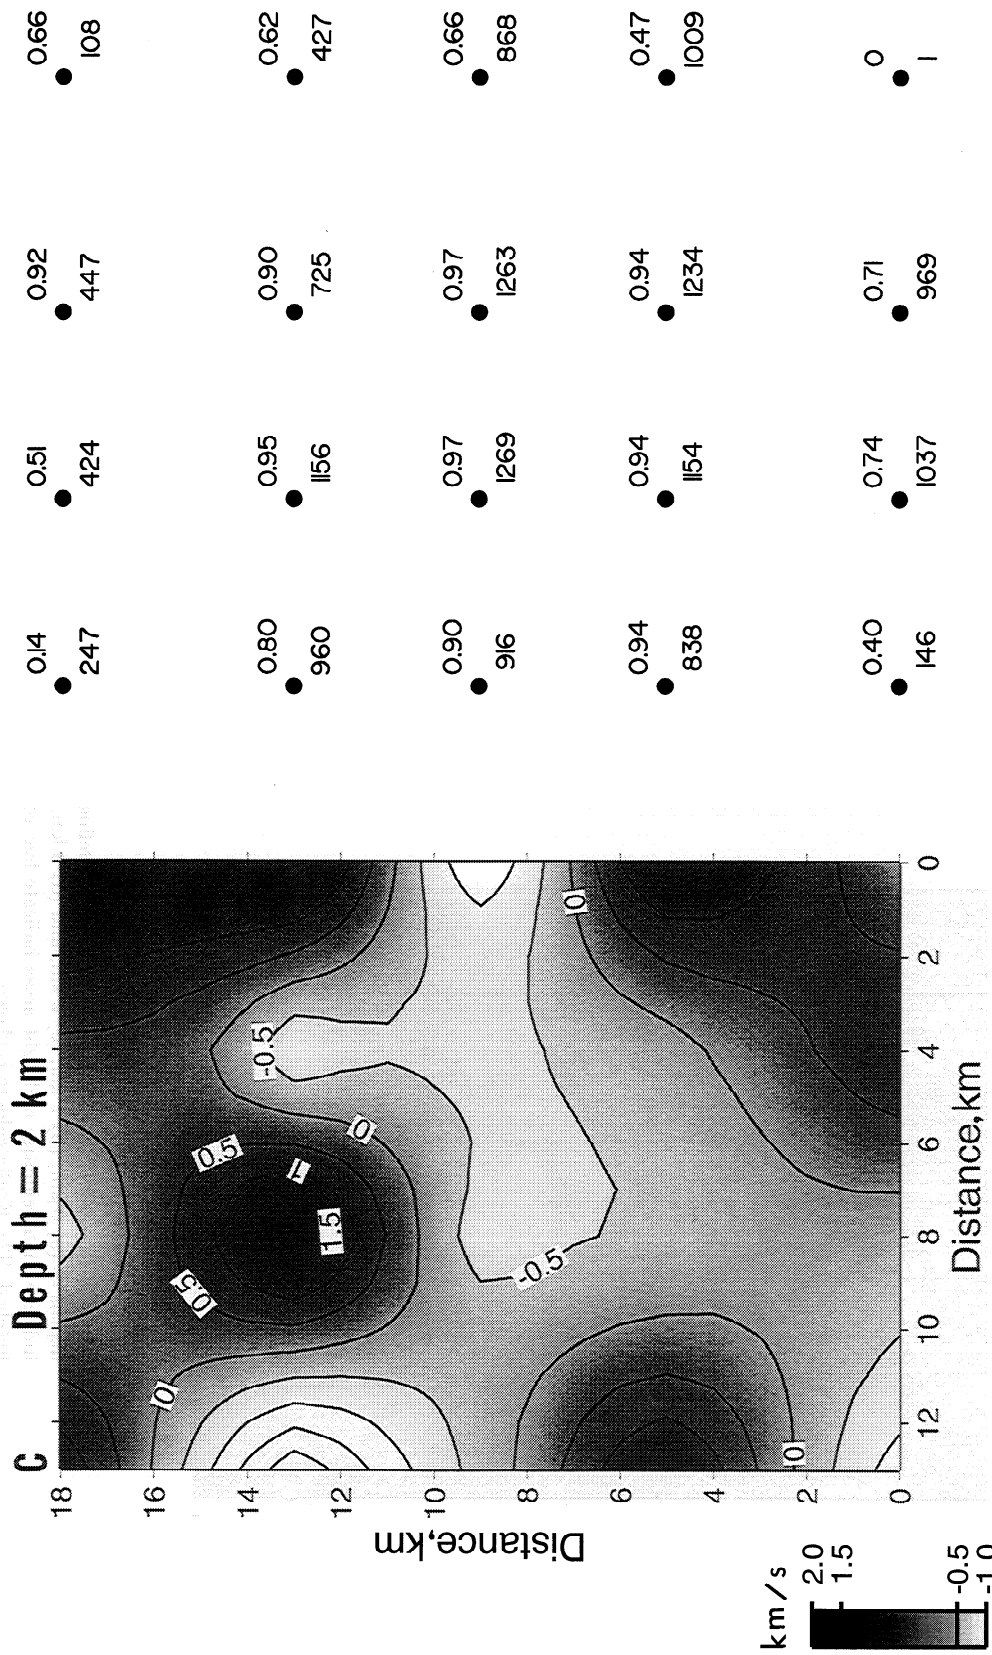 C Depth = 2 km
18
16
14
12
10
8
6
4
2
0
Distance,km
12 10 8 6 4 2 0
Distance,km
0
0.5
0.5
1
1.5
0
-0.5
-0.5
0
0
km/s
2.0
1.5
-0.5
-1.0
0.14 0.51 0.92 0.66
247 424 447 108
0.80 0.95 0.90 0.62
960 1156 725 427
0.90 0.97 0.97 0.66
916 1269 1263 868
0.94 0.94 0.94 0.47
838 1154 1234 1009
0.40 0.74 0.71 0
146 1037 969 1